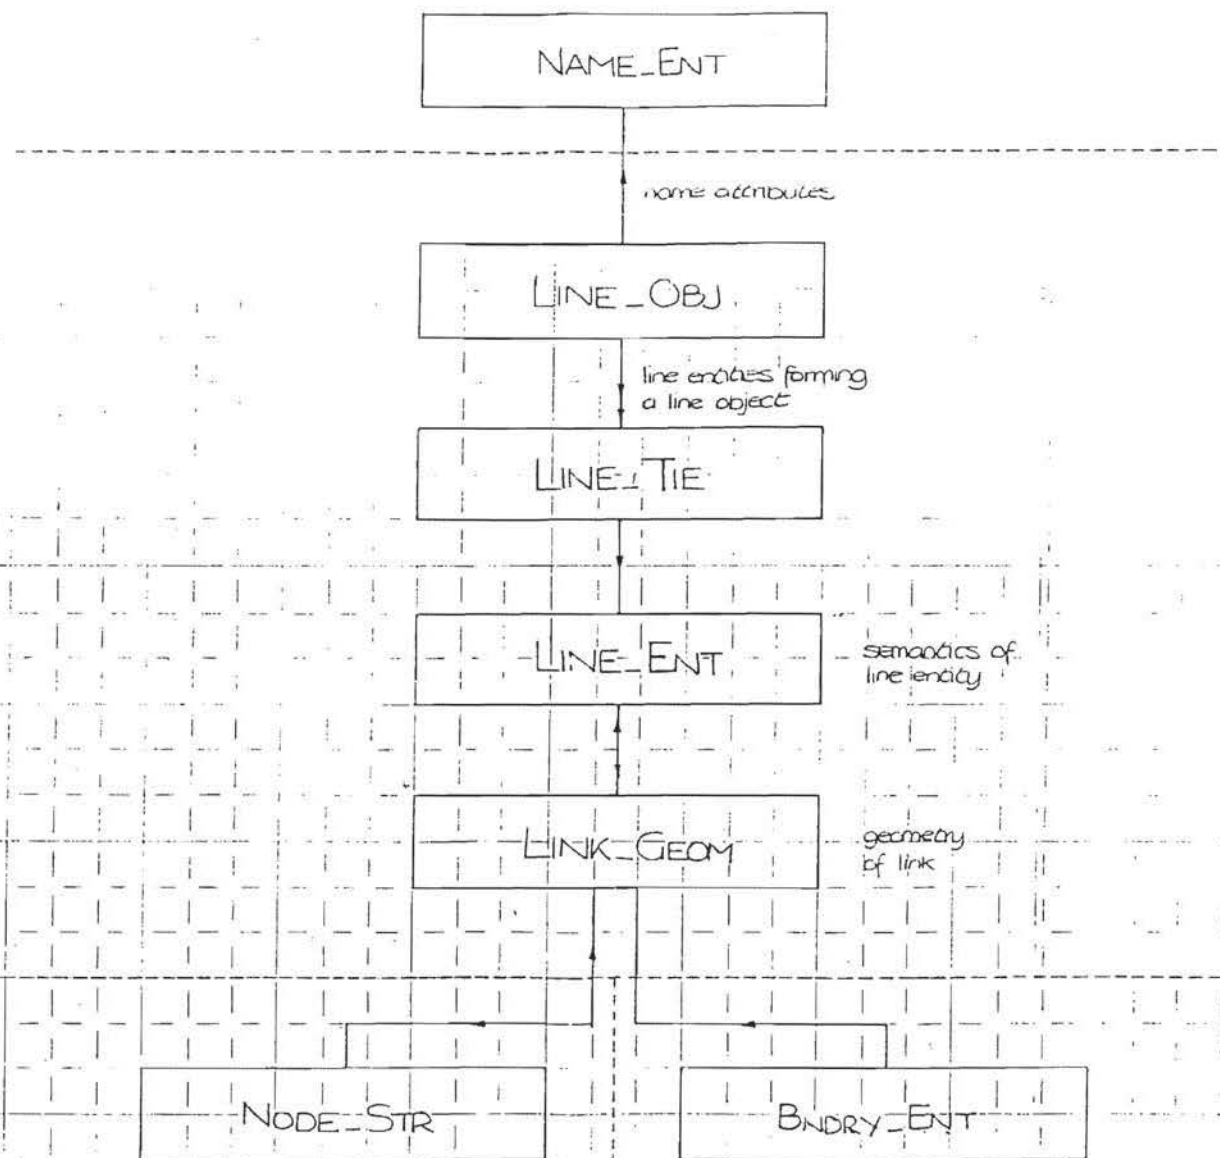 NAME_ENT
name attributes
LINE_OBJ
line entities forming
a line object
LINE_TIE
LINE_ENT
semantics of
line entity
LINK_GEOM
geometry
of link
NODE_STR
BNDRY_ENT